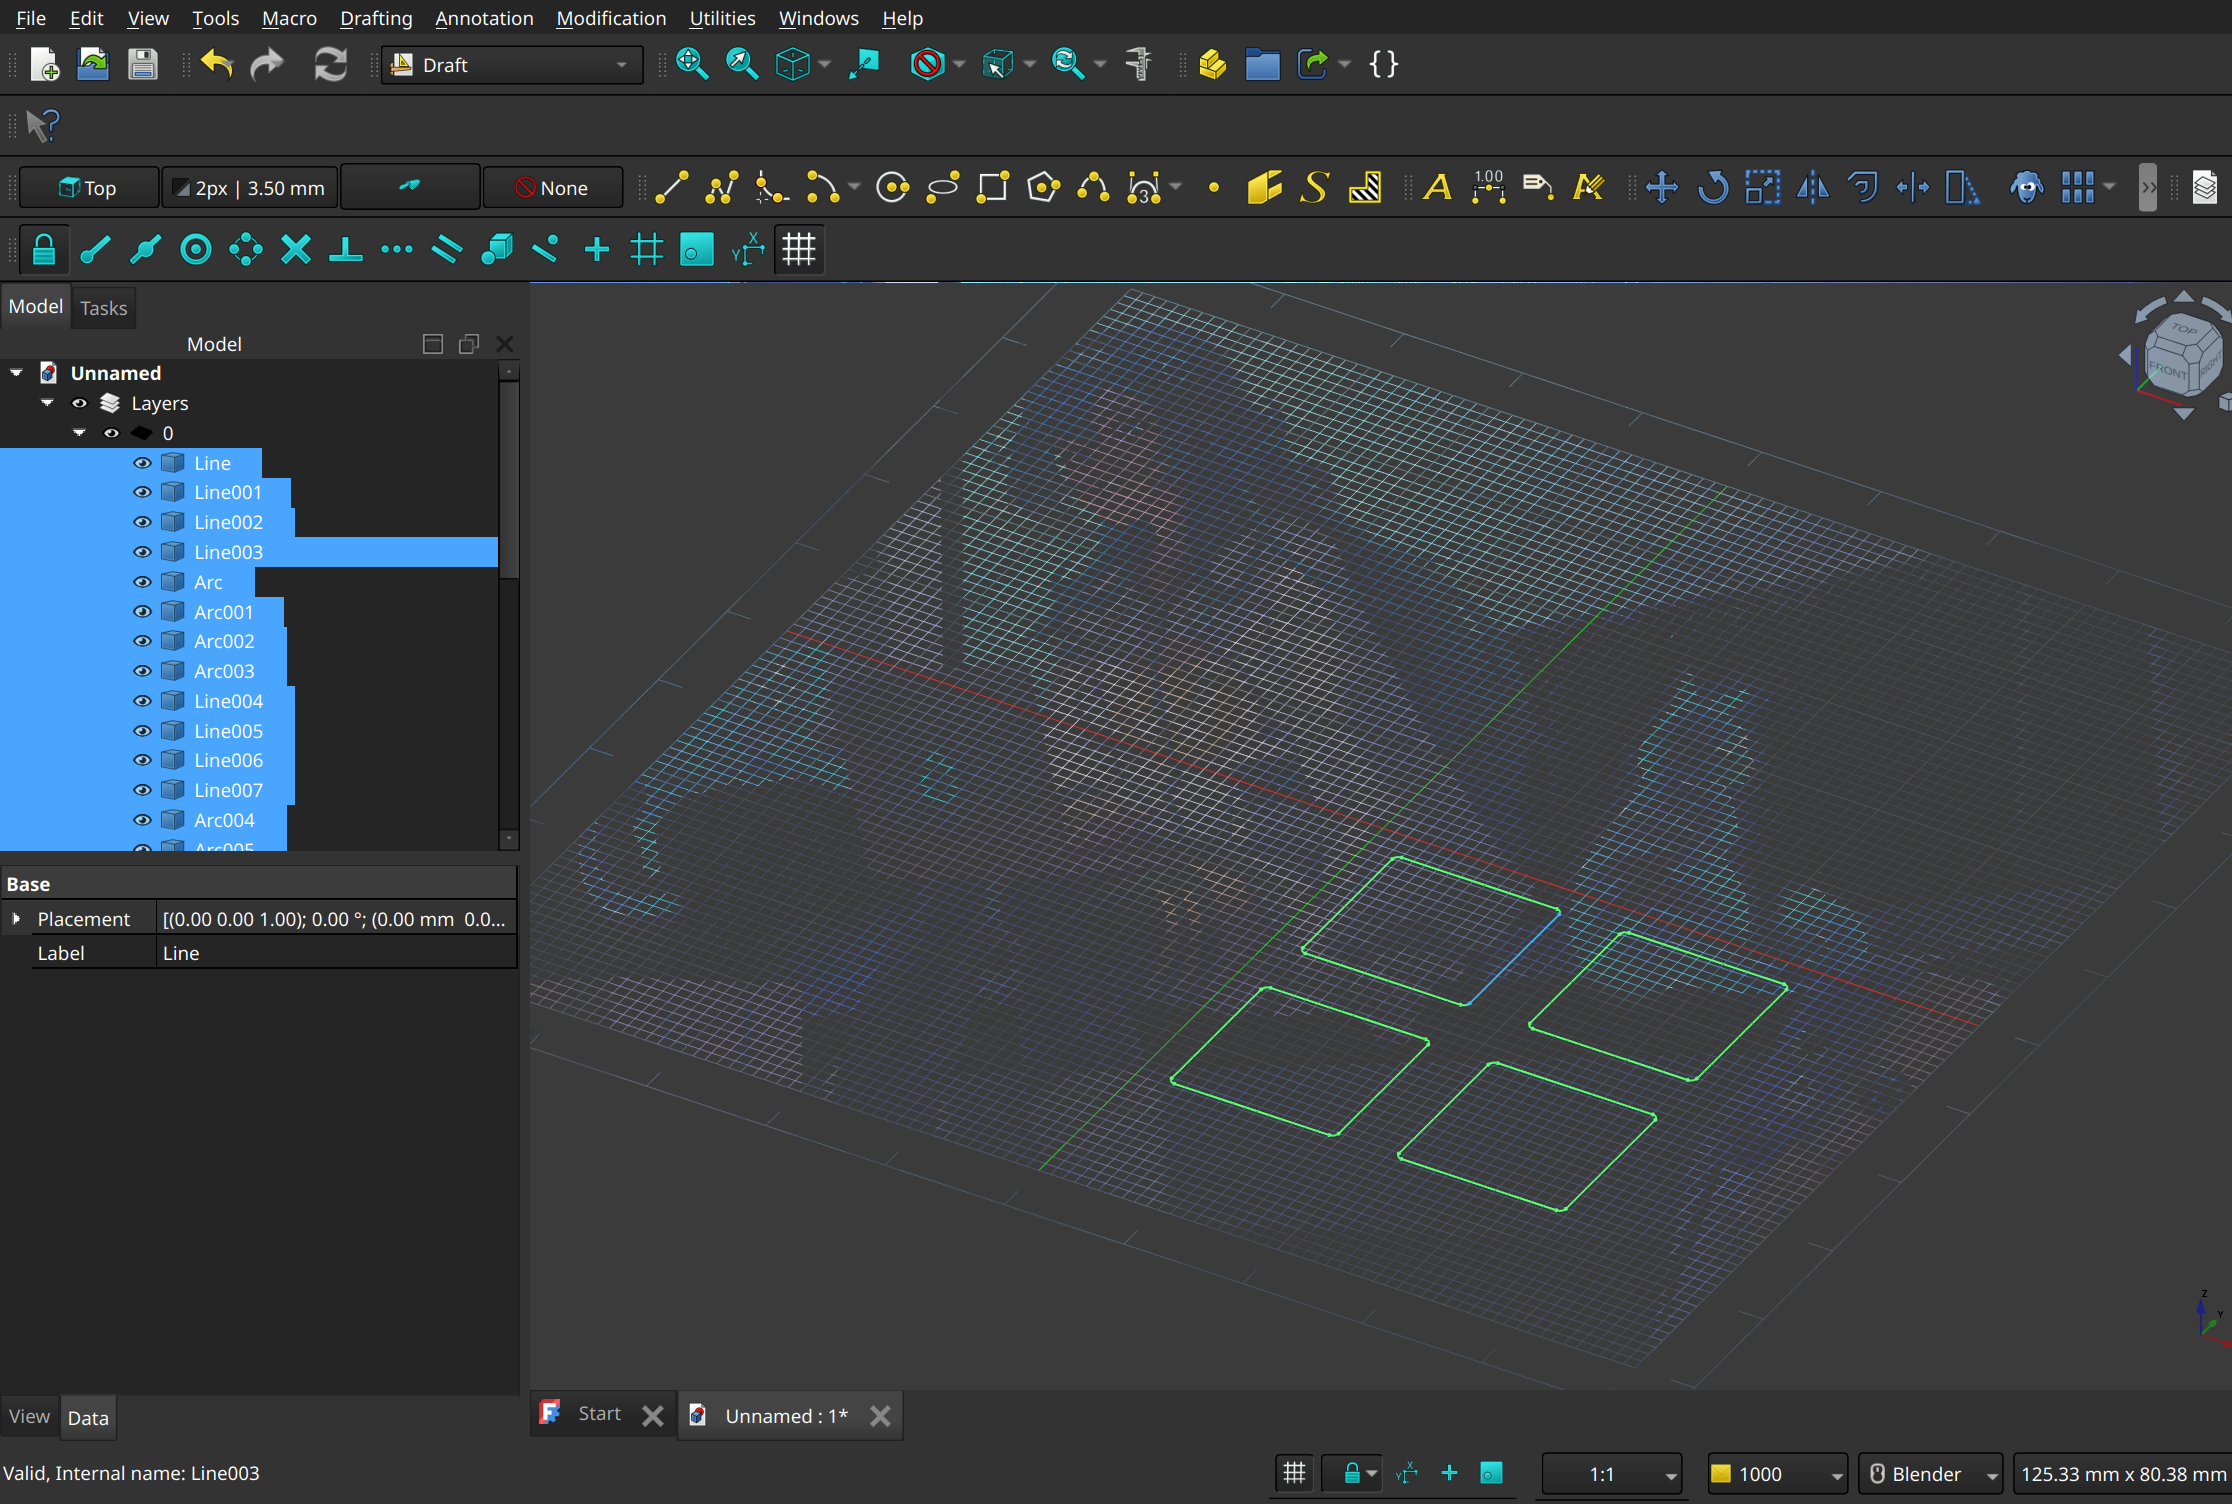 File Edit View Tools Macro Drafting Annotation Modification Utilities Windows Help
Draft
Top 2px | 3.50 mm None
3 A 1.00
Model Tasks
Model
Unnamed
Layers
0
Line
Line001
Line002
Line003
Arc
Arc001
Arc002
Arc003
Line004
Line005
Line006
Line007
Arc004
Arc005
Base
Placement [(0.00 0.00 1.00); 0.00 °; (0.00 mm 0.0...
Label Line
TOP
FRONT RIGHT
Z
Y
View Data
Start Unnamed : 1*
Valid, Internal name: Line003
1:1 1000 Blender 125.33 mm x 80.38 mm